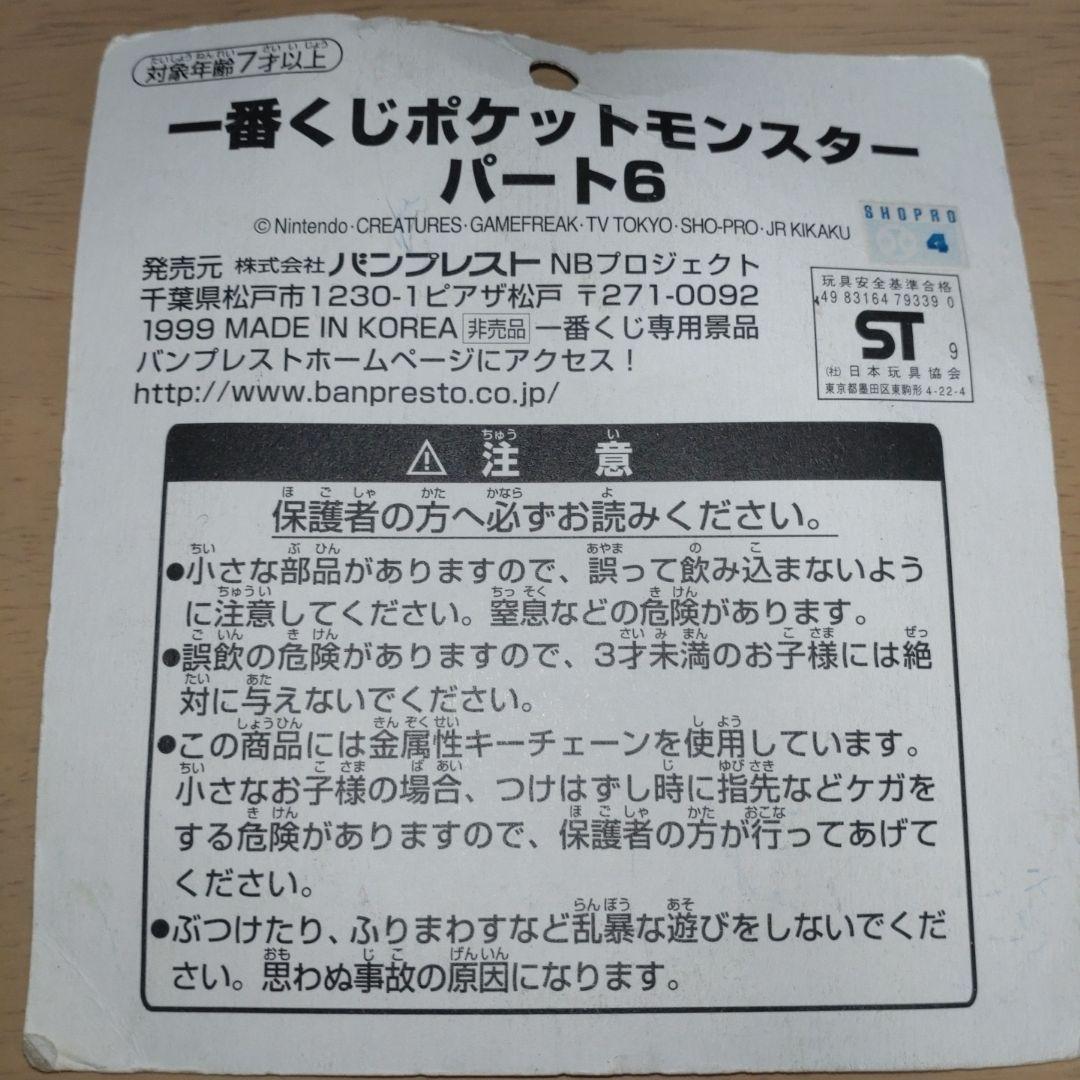 対象年齢7才以上
一番くじポケットモンスター
パート6
©Nintendo·CREATURES·GAMEFREAK·TV TOKYO·SHO-PRO·JR KIKAKU
SHOPRO
4
発売元 株式会社 バンプレスト NBプロジェクト
千葉県松戸市1230-1ピアザ松戸 〒271-0092
1999 MADE IN KOREA 非売品 一番くじ専用景品
バンプレストホームページにアクセス！
http://www.banpresto.co.jp/
玩具安全基準合格
49 83164 79339 0
ST 9
(社)日本玩具協会
東京都墨田区東駒形 4-22-4
⚠ 注意
保護者の方へ必ずお読みください。
●小さな部品がありますので、誤って飲み込まないよう
に注意してください。窒息などの危険があります。
●誤飲の危険がありますので、3才未満のお子様には絶
対に与えないでください。
●この商品には金属性キーチェーンを使用しています。
小さなお子様の場合、つけはずし時に指先などケガを
する危険がありますので、保護者の方が行ってあげて
ください。
●ぶつけたり、ふりまわすなど乱暴な遊びをしないでくだ
さい。思わぬ事故の原因になります。